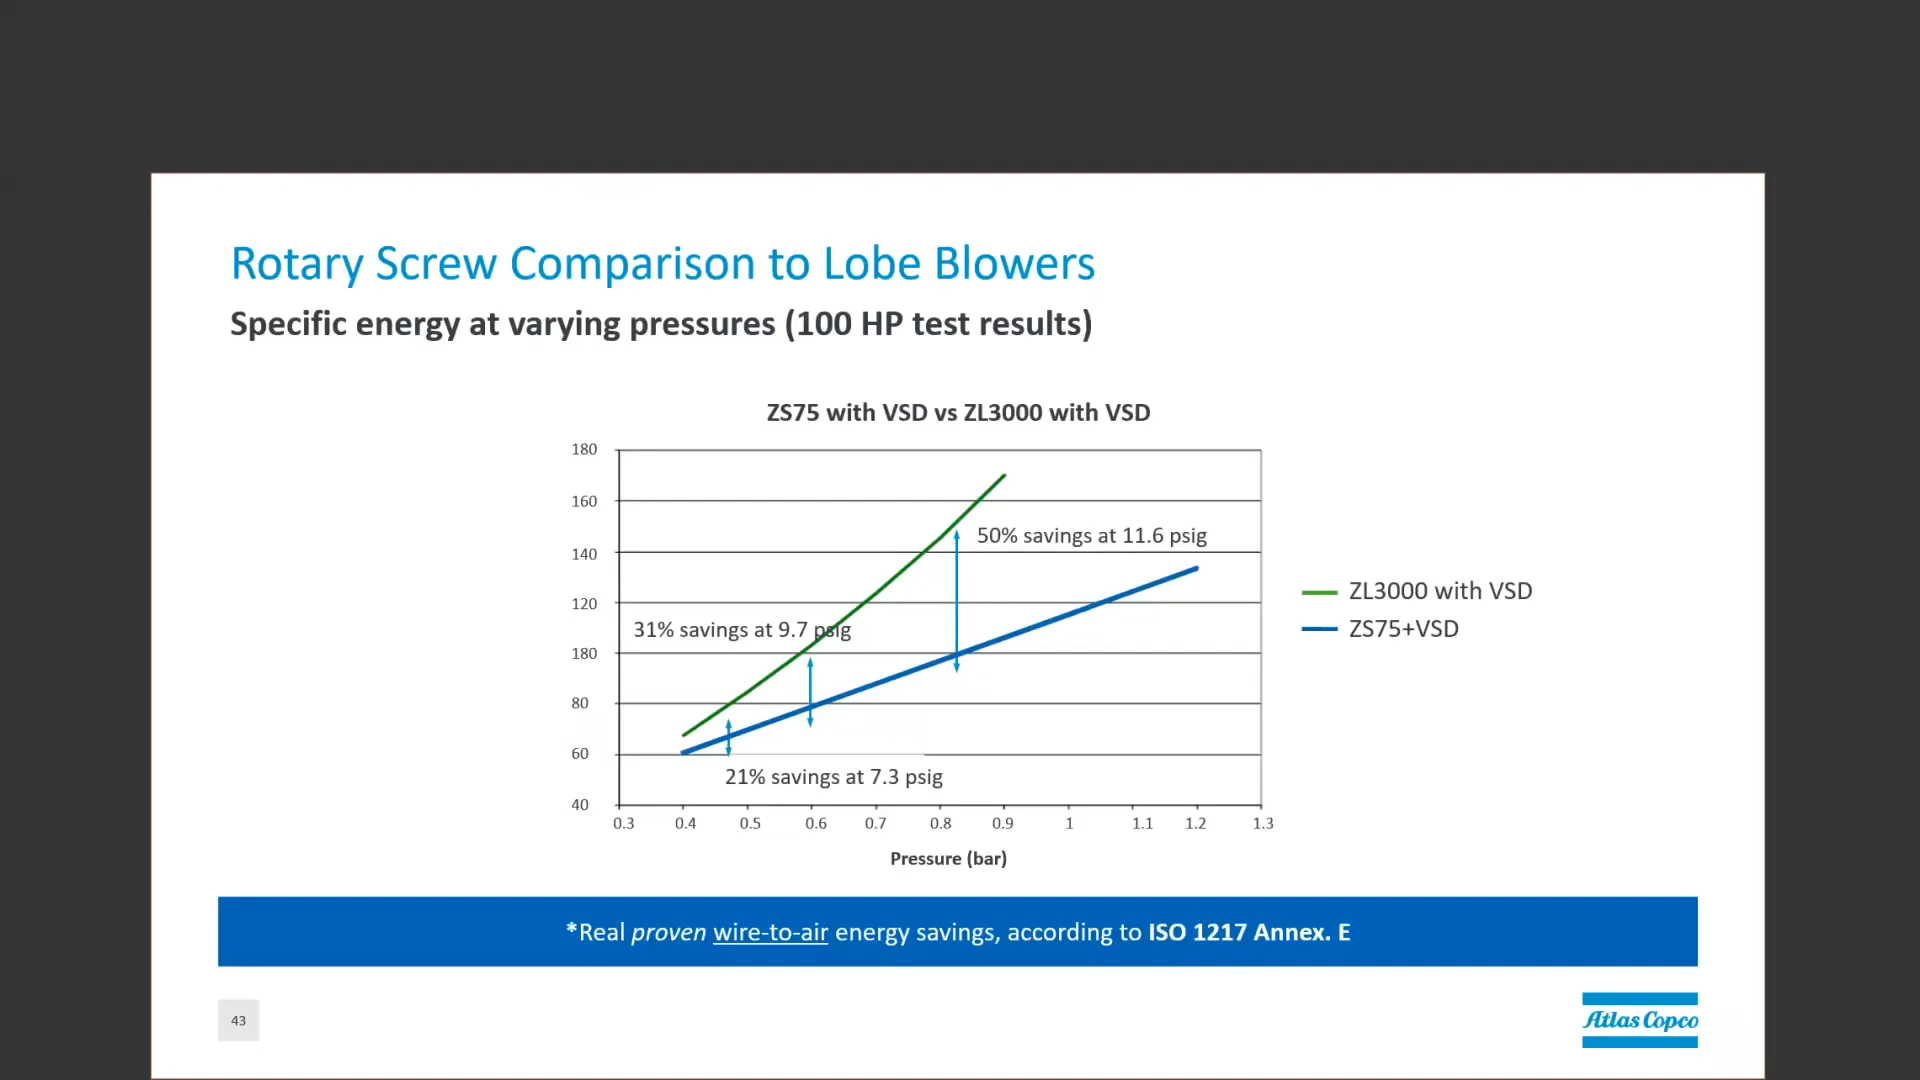 Rotary Screw Comparison to Lobe Blowers
Specific energy at varying pressures (100 HP test results)
ZS75 with VSD vs ZL3000 with VSD
180
160
140
120
180
80
60
40
50% savings at 11.6 psig
31% savings at 9.7 psig
21% savings at 7.3 psig
0.3 0.4 0.5 0.6 0.7 0.8 0.9 1 1.1 1.2 1.3
Pressure (bar)
ZL3000 with VSD
ZS75+VSD
*Real proven wire-to-air energy savings, according to ISO 1217 Annex. E
43
Atlas Copco